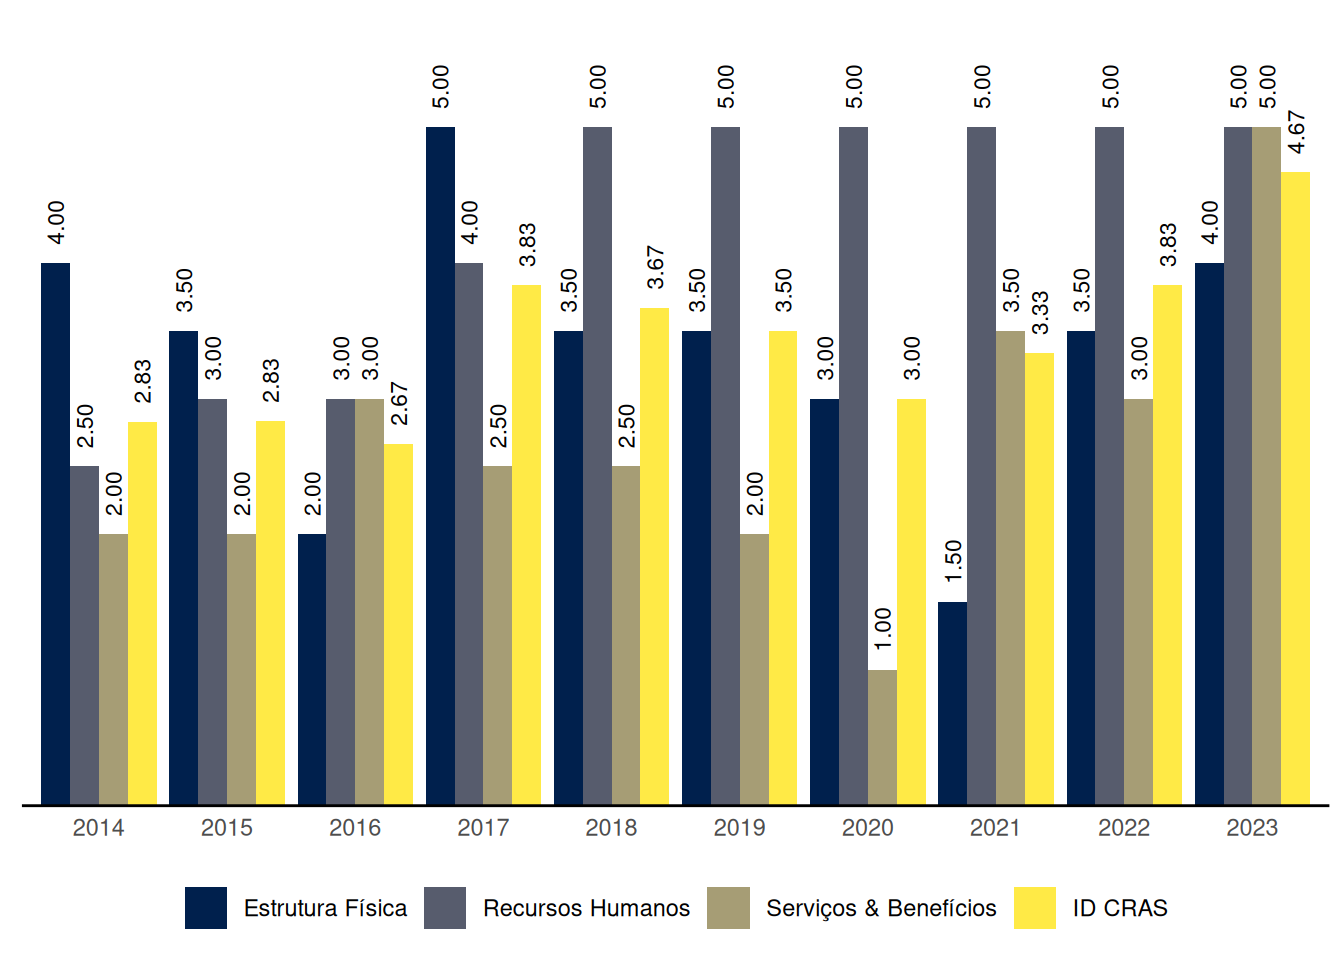 4.00 2.50 2.00 2.83
3.50 3.00 2.00 2.83
2.00 3.00 3.00 2.67
5.00 4.00 2.50 3.83
3.50 5.00 2.50 3.67
3.50 5.00 2.00 3.50
3.00 5.00 1.00 3.00
1.50 5.00 3.50 3.33
3.50 5.00 3.00 3.83
4.00 5.00 5.00 4.67
2014 2015 2016 2017 2018 2019 2020 2021 2022 2023
Estrutura Física Recursos Humanos Serviços & Benefícios ID CRAS